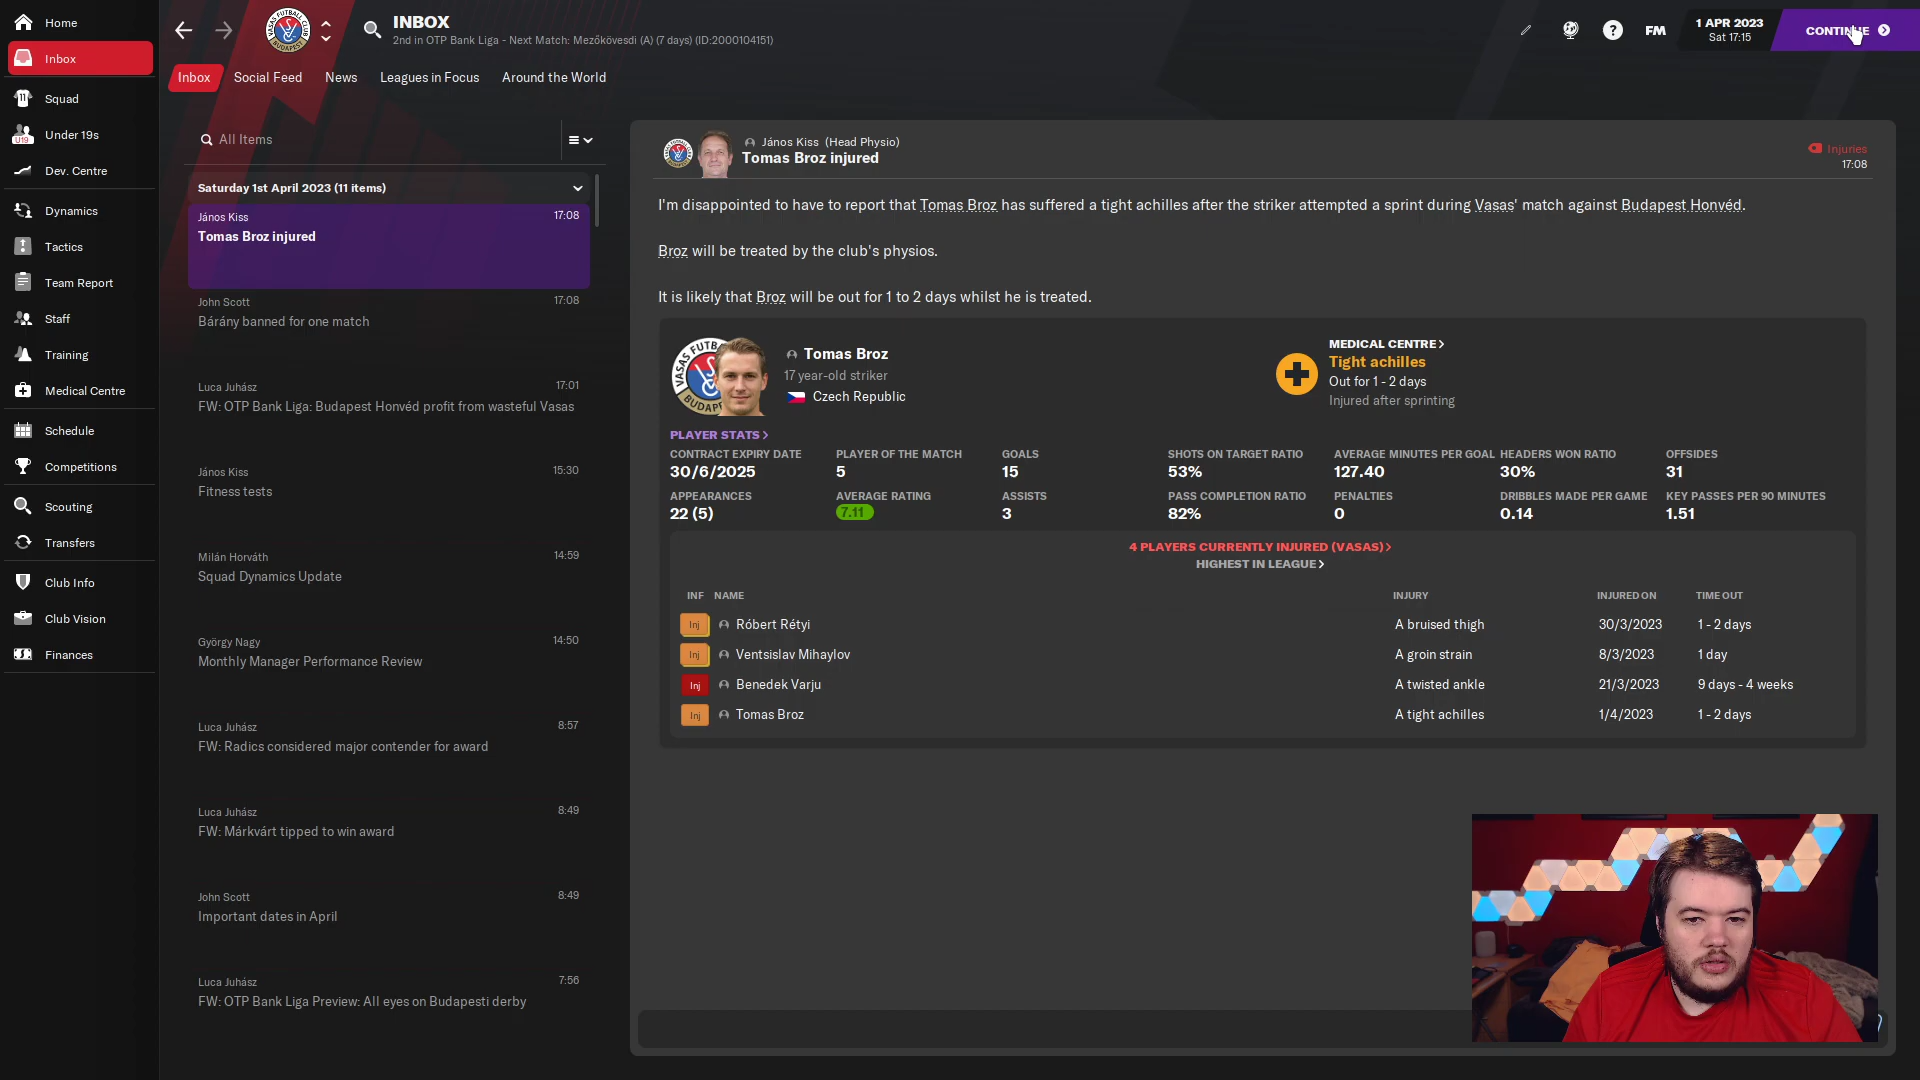 Home
Inbox
Squad
Under 19s
Dev. Centre
Dynamics
Tactics
Team Report
Staff
Training
Medical Centre
Schedule
Competitions
Scouting
Transfers
Club Info
Club Vision
Finances
INBOX
2nd in OTP Bank Liga - Next Match: Mezőkövesdi (A) (7 days) (ID:2000104151)
FM
1 APR 2023
Sat 17:15
CONTINUE
Inbox Social Feed News Leagues in Focus Around the World
All Items
Saturday 1st April 2023 (11 items)
János Kiss 17:08
Tomas Broz injured
John Scott 17:08
Bárány banned for one match
Luca Juhász 17:01
FW: OTP Bank Liga: Budapest Honvéd profit from wasteful Vasas
János Kiss 15:30
Fitness tests
Milán Horváth 14:59
Squad Dynamics Update
György Nagy 14:50
Monthly Manager Performance Review
Luca Juhász 8:57
FW: Radics considered major contender for award
Luca Juhász 8:49
FW: Márkvárt tipped to win award
John Scott 8:49
Important dates in April
Luca Juhász 7:56
FW: OTP Bank Liga Preview: All eyes on Budapesti derby
János Kiss (Head Physio)
Tomas Broz injured
Injuries
17:08
I'm disappointed to have to report that Tomas Broz has suffered a tight achilles after the striker attempted a sprint during Vasas' match against Budapest Honvéd.
Broz will be treated by the club's physios.
It is likely that Broz will be out for 1 to 2 days whilst he is treated.
Tomas Broz
17 year-old striker
Czech Republic
MEDICAL CENTRE
Tight achilles
Out for 1 - 2 days
Injured after sprinting
PLAYER STATS
CONTRACT EXPIRY DATE PLAYER OF THE MATCH GOALS SHOTS ON TARGET RATIO AVERAGE MINUTES PER GOAL HEADERS WON RATIO OFFSIDES
30/6/2025 5 15 53% 127.40 30% 31
APPEARANCES AVERAGE RATING ASSISTS PASS COMPLETION RATIO PENALTIES DRIBBLES MADE PER GAME KEY PASSES PER 90 MINUTES
22 (5) 7.11 3 82% 0 0.14 1.51
4 PLAYERS CURRENTLY INJURED (VASAS)
HIGHEST IN LEAGUE
INF NAME INJURY INJURED ON TIME OUT
Inj Róbert Rétyi A bruised thigh 30/3/2023 1 - 2 days
Inj Ventsislav Mihaylov A groin strain 8/3/2023 1 day
Inj Benedek Varju A twisted ankle 21/3/2023 9 days - 4 weeks
Inj Tomas Broz A tight achilles 1/4/2023 1 - 2 days